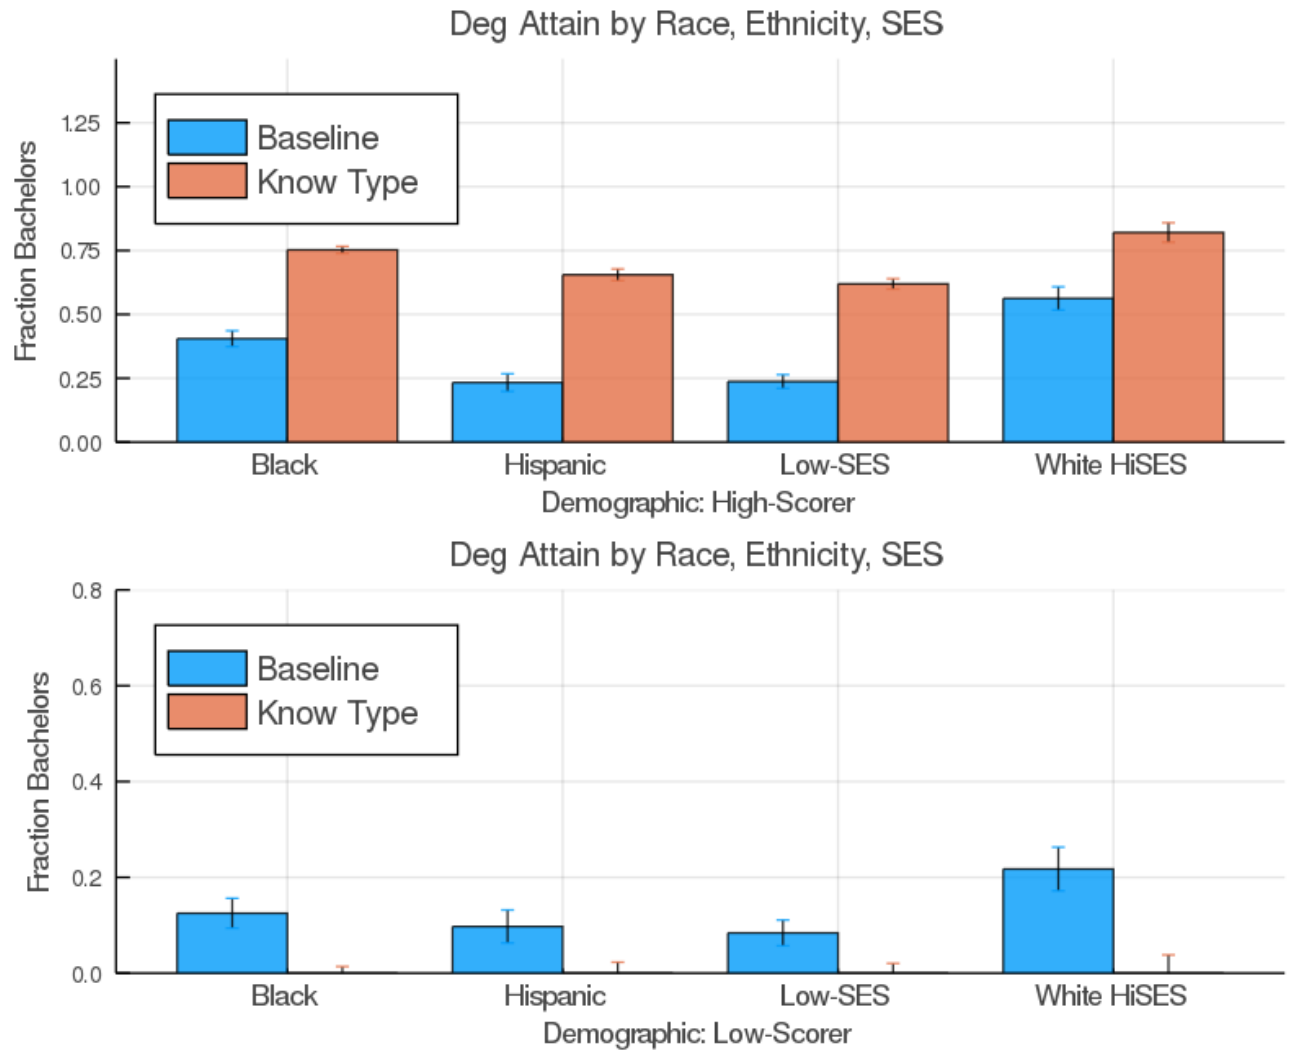 Deg Attain by Race, Ethnicity, SES
Fraction Bachelors
1.25
1.00
0.75
0.50
0.25
0.00
Baseline
Know Type
Black Hispanic Low-SES White HiSES
Demographic: High-Scorer
Deg Attain by Race, Ethnicity, SES
Fraction Bachelors
0.8
0.6
0.4
0.2
0.0
Baseline
Know Type
Black Hispanic Low-SES White HiSES
Demographic: Low-Scorer